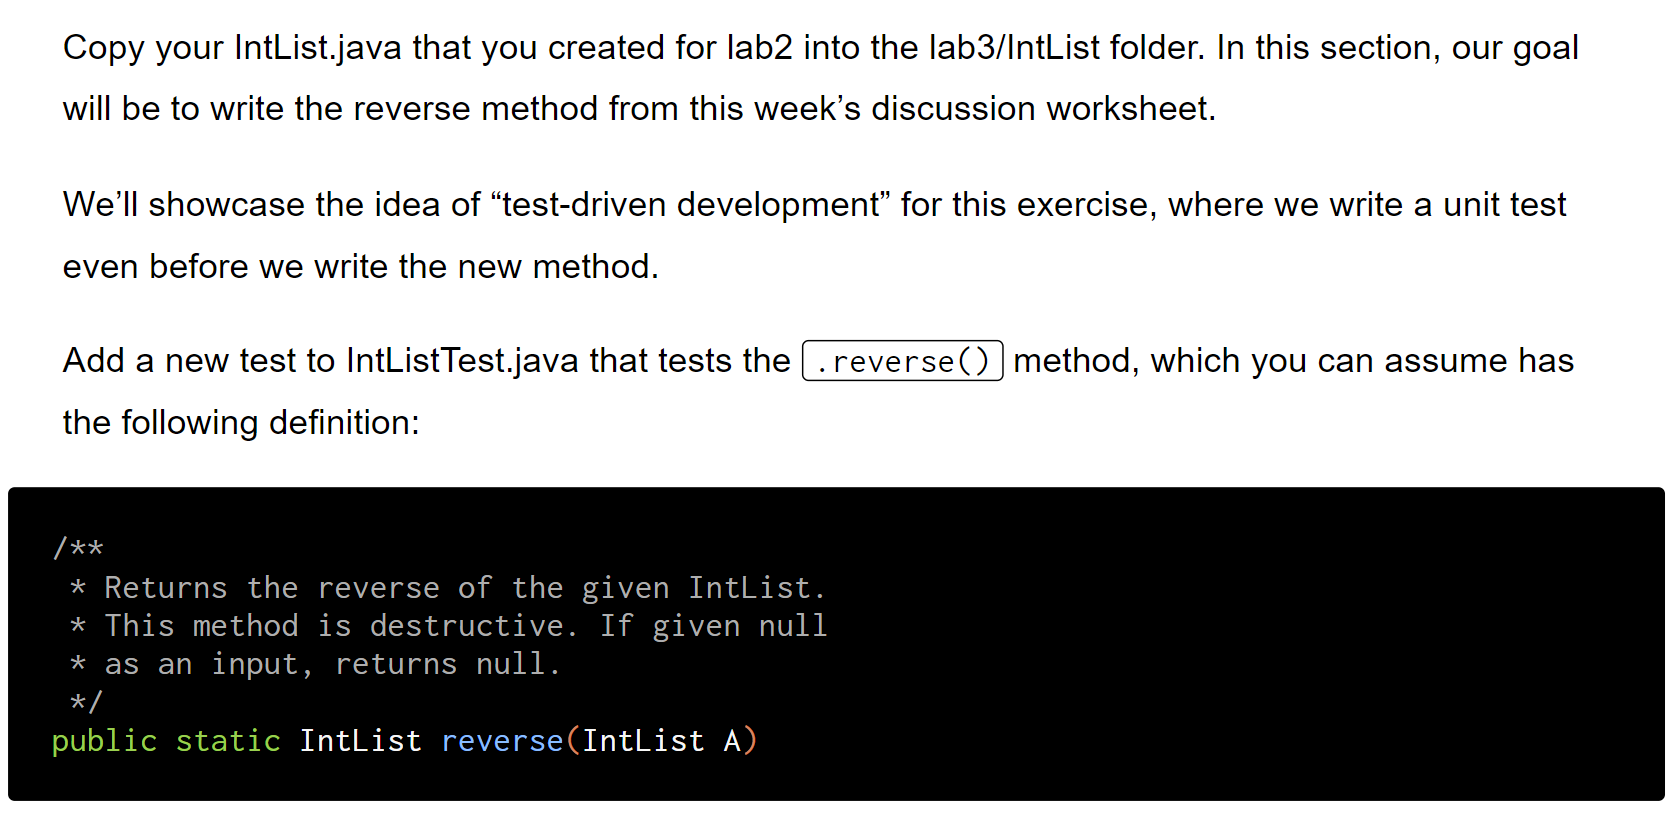 Copy your IntList.java that you created for lab2 into the lab3/IntList folder. In this section, our goal
will be to write the reverse method from this week’s discussion worksheet.
We’ll showcase the idea of “test-driven development” for this exercise, where we write a unit test
even before we write the new method.
Add a new test to IntListTest.java that tests the .reverse() method, which you can assume has
the following definition:
/**
 * Returns the reverse of the given IntList.
 * This method is destructive. If given null
 * as an input, returns null.
 */
public static IntList reverse(IntList A)